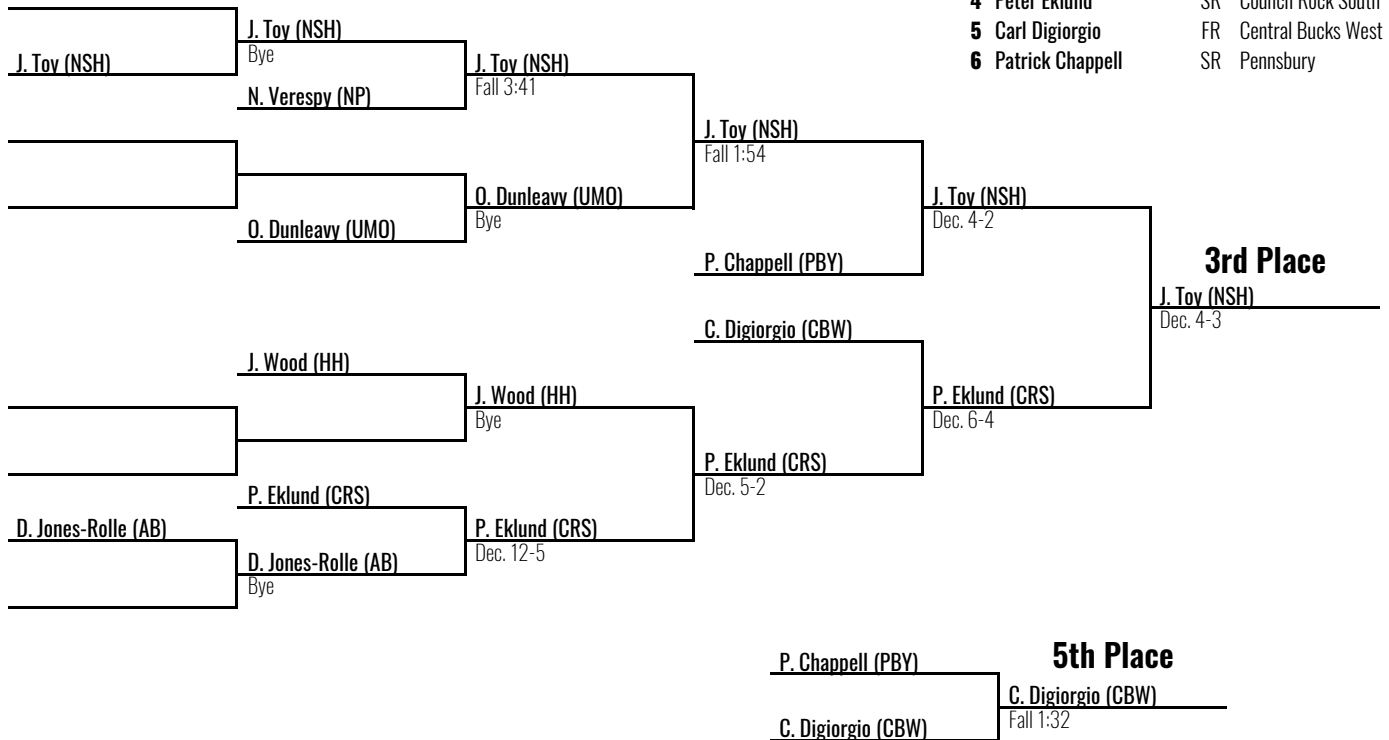 4 Peter Eklund SR Council Rock South
5 Carl Digiorgio FR Central Bucks West
6 Patrick Chappell SR Pennsbury
J. Toy (NSH)
J. Toy (NSH)
Bye
N. Verespy (NP)
J. Toy (NSH)
Fall 3:41
O. Dunleavy (UMO)
O. Dunleavy (UMO)
Bye
J. Toy (NSH)
Fall 1:54
P. Chappell (PBY)
J. Toy (NSH)
Dec. 4-2
3rd Place
J. Toy (NSH)
Dec. 4-3
C. Digiorgio (CBW)
P. Eklund (CRS)
Dec. 6-4
J. Wood (HH)
J. Wood (HH)
Bye
P. Eklund (CRS)
Dec. 5-2
P. Eklund (CRS)
D. Jones-Rolle (AB)
D. Jones-Rolle (AB)
Bye
P. Eklund (CRS)
Dec. 12-5
5th Place
P. Chappell (PBY)
C. Digiorgio (CBW)
C. Digiorgio (CBW)
Fall 1:32